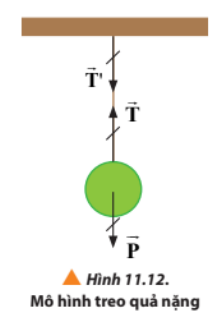 T⃗'
T⃗
P⃗
Hình 11.12.
Mô hình treo quả nặng